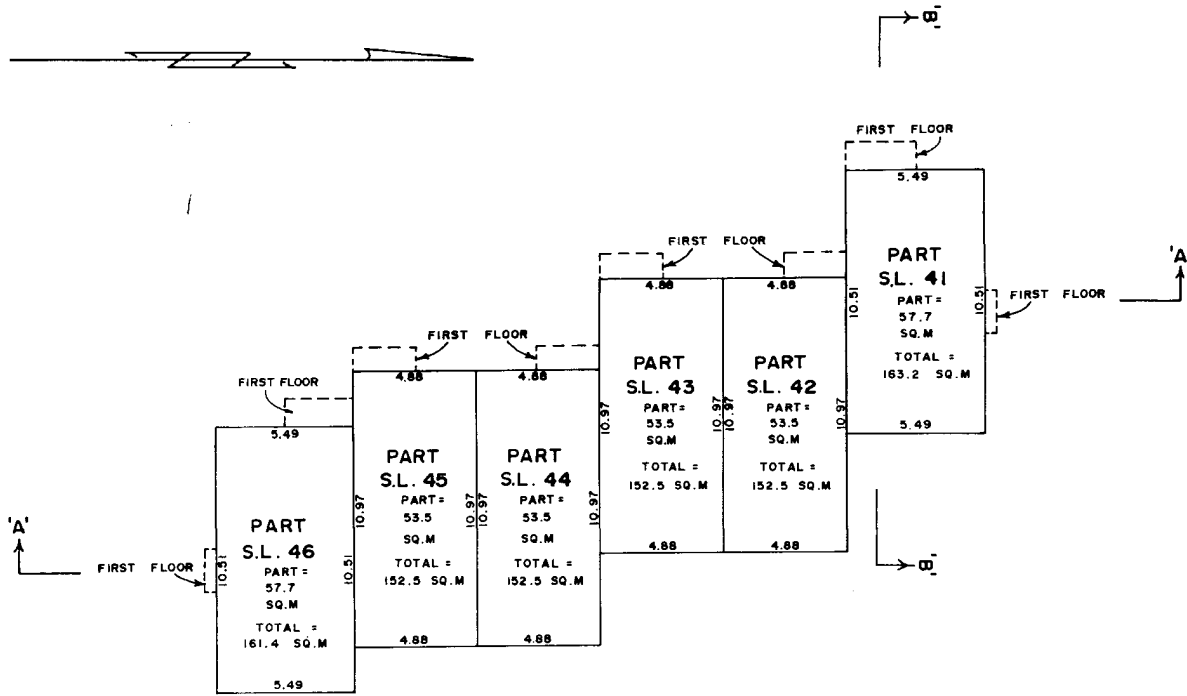 'B'
FIRST FLOOR
5.49
PART
S.L. 41
PART =
57.7
SQ.M
TOTAL =
163.2 SQ.M
10.51
10.51
5.49
FIRST FLOOR
'A
FIRST FLOOR
4.88
4.88
PART
S.L. 43
PART =
53.5
SQ.M
TOTAL =
152.5 SQ.M
10.97
10.97
4.88
PART
S.L. 42
PART =
53.5
SQ.M
TOTAL =
152.5 SQ.M
10.97
10.97
4.88
'B'
FIRST FLOOR
4.88
4.88
PART
S.L. 45
PART =
53.5
SQ.M
TOTAL =
152.5 SQ.M
10.97
10.97
4.88
PART
S.L. 44
PART =
53.5
SQ.M
TOTAL =
152.5 SQ.M
10.97
10.97
4.88
FIRST FLOOR
5.49
PART
S.L. 46
PART =
57.7
SQ.M
TOTAL =
161.4 SQ.M
10.51
10.51
5.49
'A'
FIRST FLOOR